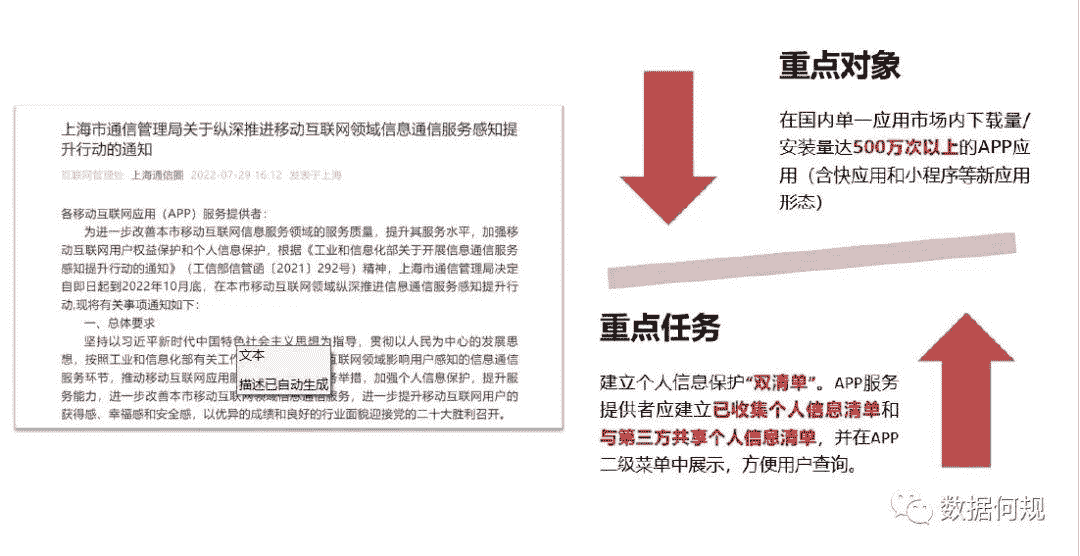 上海市通信管理局关于纵深推进移动互联网领域信息通信服务感知提
升行动的通知
互联网管理处 上海通信圈 2022-07-29 16:12 发表于上海
各移动互联网应用（APP）服务提供者：
为进一步改善本市移动互联网信息服务领域的服务质量，提升其服务水平，加强移
动互联网用户权益保护和个人信息保护，根据《工业和信息化部关于开展信息通信服务
感知提升行动的通知》（工信部信管函〔2021〕292号）精神，上海市通信管理局决定
自即日起到2022年10月底，在本市移动互联网领域纵深推进信息通信服务感知提升行
动,现将有关事项通知如下：
一、总体要求
坚持以习近平新时代中国特色社会主义思想为指导，贯彻以人民为中心的发展思
想，按照工业和信息化部有关工 互联网领域影响用户感知的信息通信
服务环节，推动移动互联网应用 务举措，加强个人信息保护，提升服
务能力，进一步改善本市移动互联网领域信息通信服务，进一步提升移动互联网用户的
获得感、幸福感和安全感，以优异的成绩和良好的行业面貌迎接党的二十大胜利召开。
文本
描述已自动生成
重点对象
在国内单一应用市场内下载量/
安装量达500万次以上的APP应
用（含快应用和小程序等新应用
形态）
重点任务
建立个人信息保护“双清单”。APP服务
提供者应建立已收集个人信息清单和
与第三方共享个人信息清单，并在APP
二级菜单中展示，方便用户查询。
数据何规